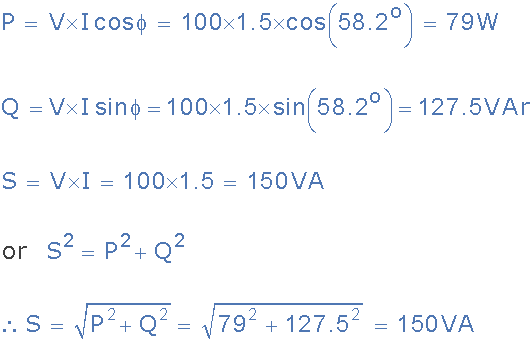 P = V×I cosϕ = 100×1.5×cos(58.2°) = 79W
Q = V×I sinϕ = 100×1.5×sin(58.2°) = 127.5VAr
S = V×I = 100×1.5 = 150VA
or S² = P² + Q²
∴ S = √(P² + Q²) = √(79² + 127.5²) = 150VA